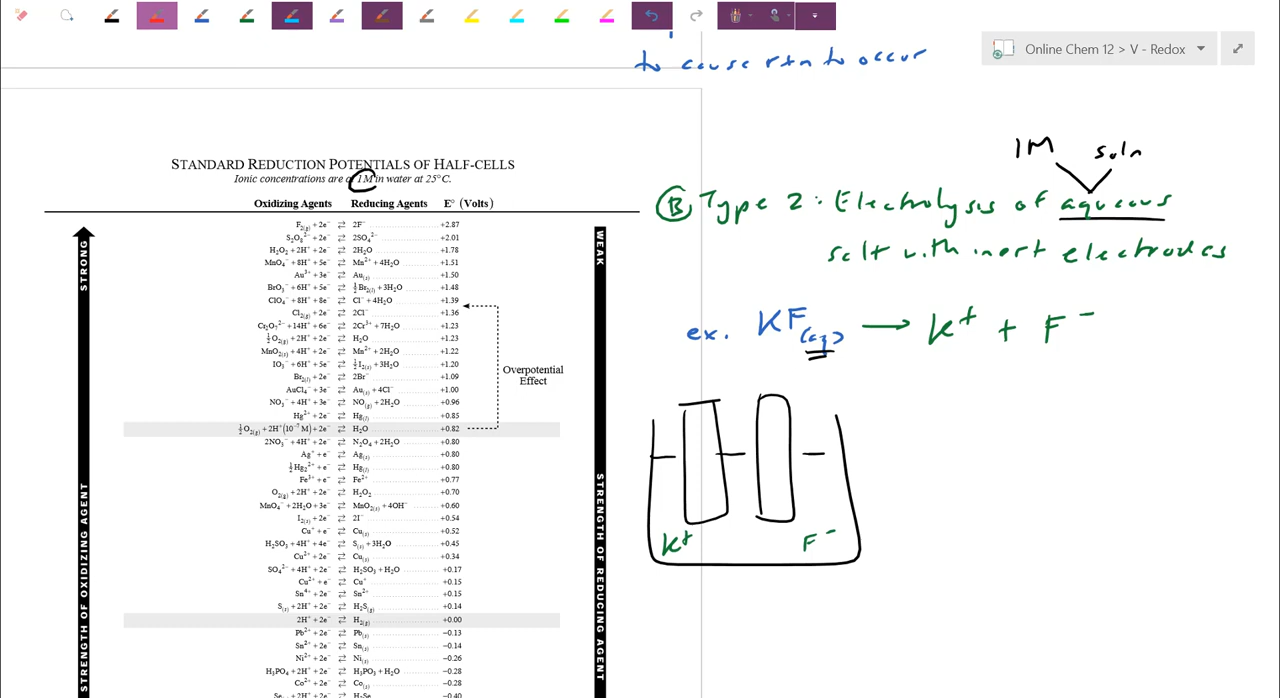 to cause rxn to occur
Online Chem 12 > V - Redox
STANDARD REDUCTION POTENTIALS OF HALF-CELLS
Ionic concentrations are at 1M in water at 25°C.
Oxidizing Agents Reducing Agents E° (Volts)
F₂(g) + 2e⁻ ⇄ 2F⁻ +2.87
S₂O₈²⁻ + 2e⁻ ⇄ 2SO₄²⁻ +2.01
H₂O₂ + 2H⁺ + 2e⁻ ⇄ 2H₂O +1.78
MnO₄⁻ + 8H⁺ + 5e⁻ ⇄ Mn²⁺ + 4H₂O +1.51
Au³⁺ + 3e⁻ ⇄ Au(s) +1.50
BrO₃⁻ + 6H⁺ + 5e⁻ ⇄ ½Br₂(l) + 3H₂O +1.48
ClO₄⁻ + 8H⁺ + 8e⁻ ⇄ Cl⁻ + 4H₂O +1.39
Cl₂(g) + 2e⁻ ⇄ 2Cl⁻ +1.36
Cr₂O₇²⁻ + 14H⁺ + 6e⁻ ⇄ 2Cr³⁺ + 7H₂O +1.23
½O₂(g) + 2H⁺ + 2e⁻ ⇄ H₂O +1.23
MnO₂(s) + 4H⁺ + 2e⁻ ⇄ Mn²⁺ + 2H₂O +1.22
IO₃⁻ + 6H⁺ + 5e⁻ ⇄ ½I₂(s) + 3H₂O +1.20
Br₂(l) + 2e⁻ ⇄ 2Br⁻ +1.09
AuCl₄⁻ + 3e⁻ ⇄ Au(s) + 4Cl⁻ +1.00
NO₃⁻ + 4H⁺ + 3e⁻ ⇄ NO(g) + 2H₂O +0.96
Hg²⁺ + 2e⁻ ⇄ Hg(l) +0.85
½O₂(g) + 2H⁺(10⁻⁷ M) + 2e⁻ ⇄ H₂O +0.82
2NO₃⁻ + 4H⁺ + 2e⁻ ⇄ N₂O₄ + 2H₂O +0.80
Ag⁺ + e⁻ ⇄ Ag(s) +0.80
½Hg₂²⁺ + e⁻ ⇄ Hg(l) +0.80
Fe³⁺ + e⁻ ⇄ Fe²⁺ +0.77
O₂(g) + 2H⁺ + 2e⁻ ⇄ H₂O₂ +0.70
MnO₄⁻ + 2H₂O + 3e⁻ ⇄ MnO₂(s) + 4OH⁻ +0.60
I₂(s) + 2e⁻ ⇄ 2I⁻ +0.54
Cu⁺ + e⁻ ⇄ Cu(s) +0.52
H₂SO₃ + 4H⁺ + 4e⁻ ⇄ S(s) + 3H₂O +0.45
Cu²⁺ + 2e⁻ ⇄ Cu(s) +0.34
SO₄²⁻ + 4H⁺ + 2e⁻ ⇄ H₂SO₃ + H₂O +0.17
Cu²⁺ + e⁻ ⇄ Cu⁺ +0.15
Sn⁴⁺ + 2e⁻ ⇄ Sn²⁺ +0.15
S(s) + 2H⁺ + 2e⁻ ⇄ H₂S(g) +0.14
2H⁺ + 2e⁻ ⇄ H₂(g) +0.00
Pb²⁺ + 2e⁻ ⇄ Pb(s) −0.13
Sn²⁺ + 2e⁻ ⇄ Sn(s) −0.14
Ni²⁺ + 2e⁻ ⇄ Ni(s) −0.26
H₃PO₄ + 2H⁺ + 2e⁻ ⇄ H₃PO₃ + H₂O −0.28
Co²⁺ + 2e⁻ ⇄ Co(s) −0.28
STRONG
STRENGTH OF OXIDIZING AGENT
Overpotential
Effect
WEAK
STRENGTH OF REDUCING AGENT
1M soln
B Type 2: Electrolysis of aqueous
salt with inert electrodes
ex. KF(aq) → K⁺ + F⁻
K⁺ F⁻